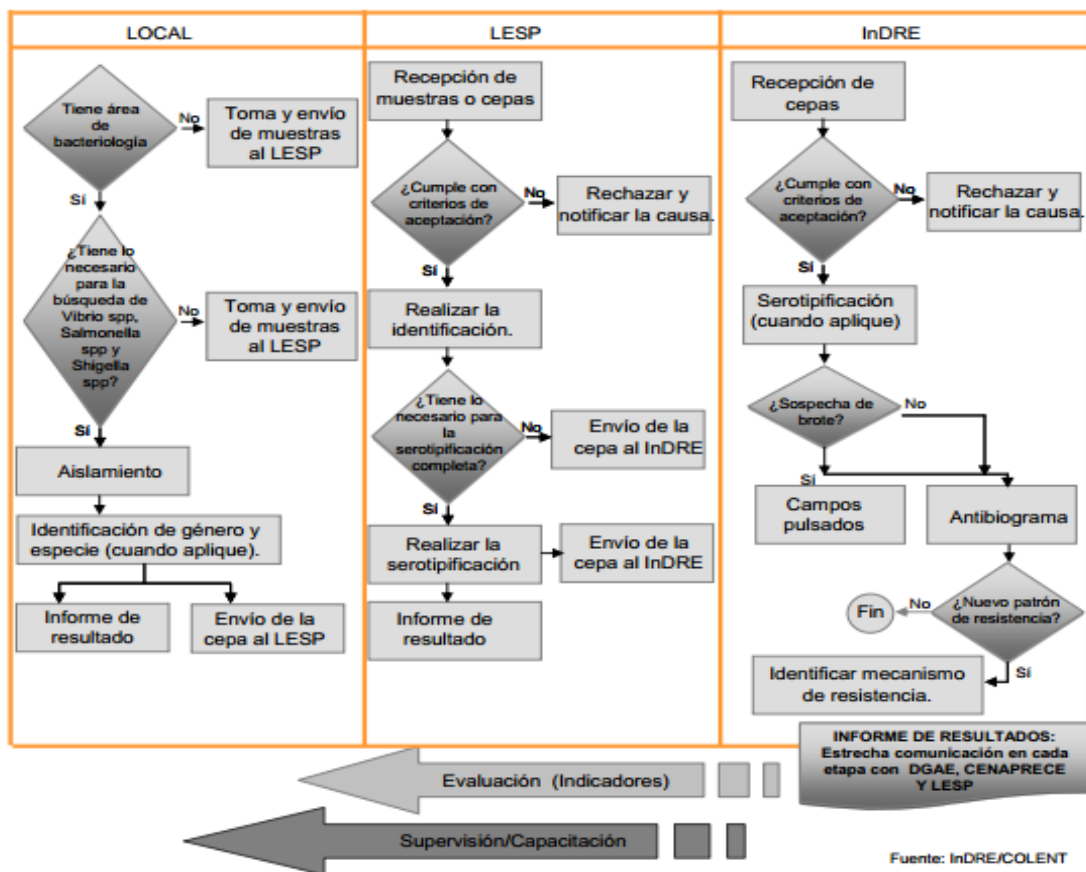 LOCAL
Tiene área
de
bacteriología
No
Toma y envío
de muestras
al LESP
Sí
¿Tiene lo
necesario
para la
búsqueda de
Vibrio spp,
Salmonella
spp y
Shigella
spp?
No
Toma y envío
de muestras
al LESP
Sí
Aislamiento
Identificación de género y
especie (cuando aplique).
Informe de
resultado
Envío de la
cepa al LESP
LESP
Recepción de
muestras o cepas
¿Cumple con
criterios de
aceptación?
No
Rechazar y
notificar la causa.
Sí
Realizar la
identificación.
¿Tiene lo
necesario para
la
serotipificación
completa?
No
Envío de la
cepa al InDRE
Sí
Realizar la
serotipificación
Envío de la
cepa al InDRE
Informe de
resultado
InDRE
Recepción de
cepas
¿Cumple con
criterios de
aceptación?
No
Rechazar y
notificar la causa.
Sí
Serotipificación
(cuando aplique)
¿Sospecha de
brote?
No
Sí
Campos
pulsados
Antibiograma
¿Nuevo patrón
de resistencia?
No
Fin
Sí
Identificar mecanismo
de resistencia.
INFORME DE RESULTADOS:
Estrecha comunicación en cada
etapa con DGAE, CENAPRECE
Y LESP
Evaluación (Indicadores)
Supervisión/Capacitación
Fuente: InDRE/COLENT